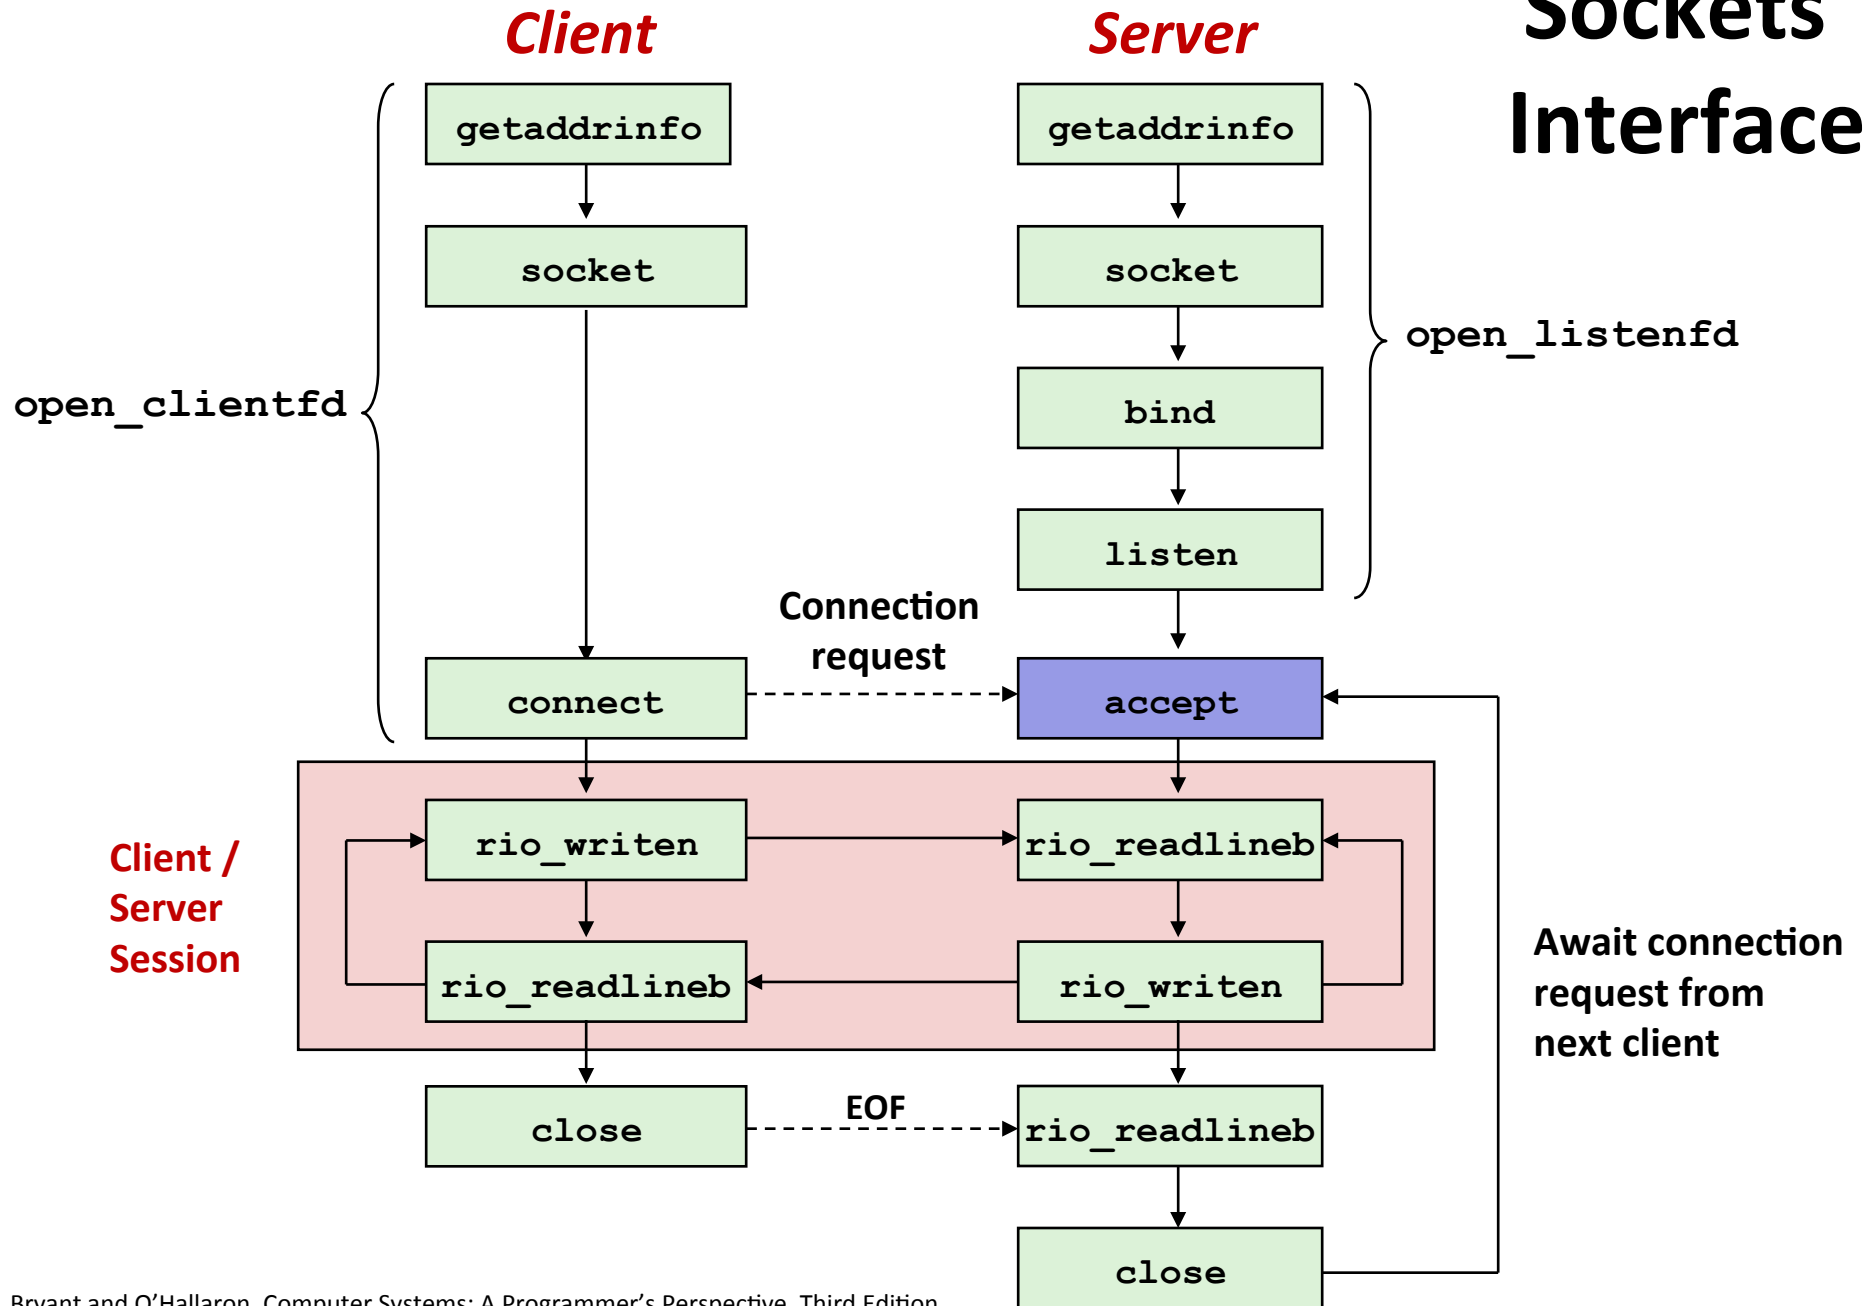 Sockets
Interface
Client
Server
getaddrinfo
getaddrinfo
socket
socket
open_listenfd
open_clientfd
bind
listen
Connection
request
connect
accept
Client /
Server
Session
rio_writen
rio_readlineb
rio_readlineb
rio_writen
Await connection
request from
next client
close
EOF
rio_readlineb
close
Bryant and O'Hallaron, Computer Systems: A Programmer's Perspective, Third Edition